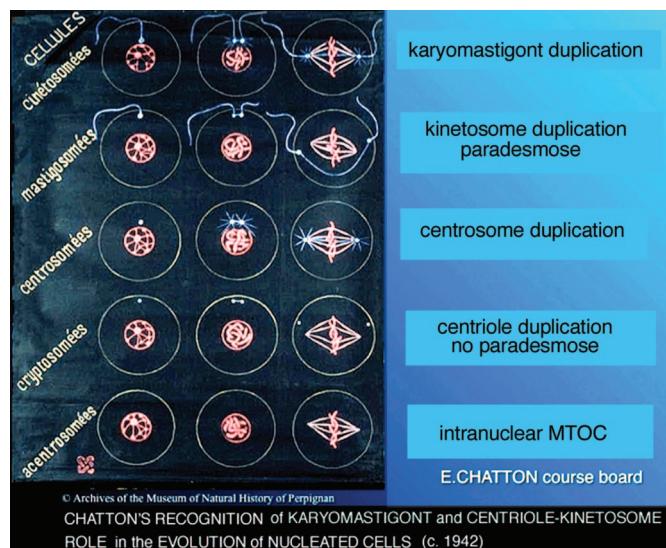 CELLULES
cinétosomées
karyomastigont duplication
mastigosomées
kinetosome duplication
paradesmose
centrosomées
centrosome duplication
cryptosomées
centriole duplication
no paradesmose
acentrosomées
intranuclear MTOC
E.CHATTON course board
© Archives of the Museum of Natural History of Perpignan
CHATTON'S RECOGNITION of KARYOMASTIGONT and CENTRIOLE-KINETOSOME
ROLE in the EVOLUTION of NUCLEATED CELLS (c. 1942)